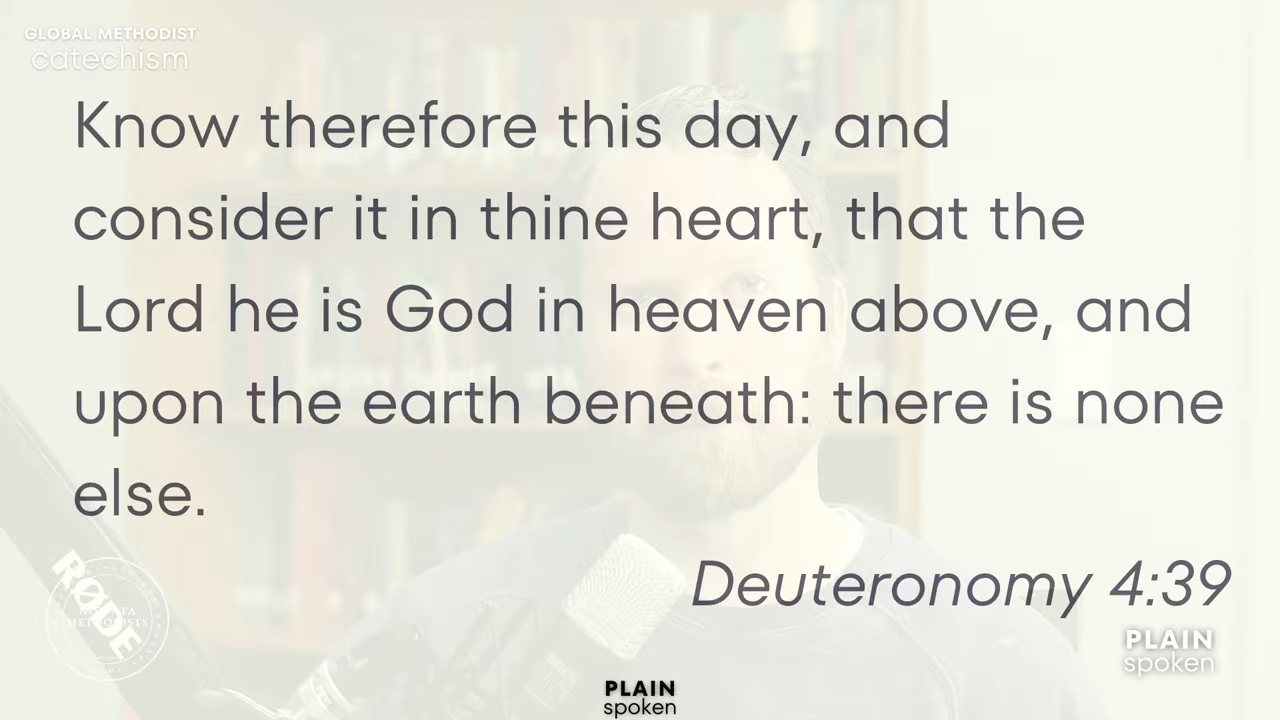 GLOBAL METHODIST
catechism
Know therefore this day, and
consider it in thine heart, that the
Lord he is God in heaven above, and
upon the earth beneath: there is none
else.
Deuteronomy 4:39
RØDE
METHODISTS
PLAIN
spoken
PLAIN
spoken